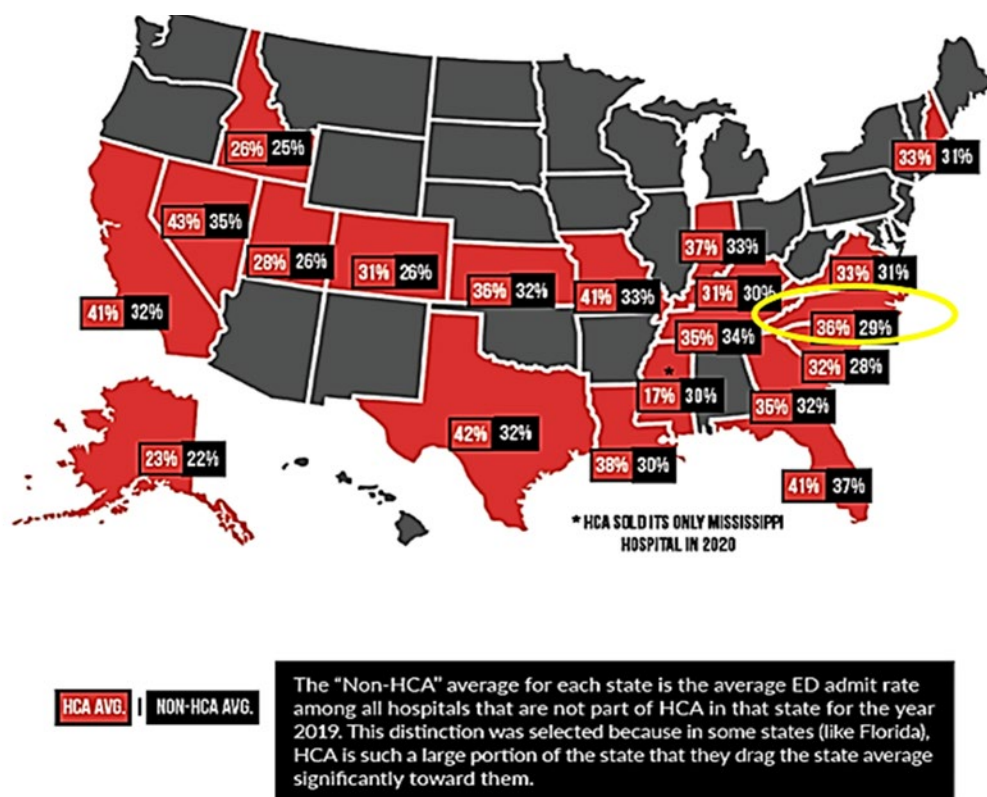 26% 25%
33% 31%
43% 35%
28% 26%
31% 26%
36% 32%
41% 33%
37% 33%
31% 30%
33% 31%
41% 32%
36% 29%
35% 34%
32% 28%
*
17% 30%
35% 32%
42% 32%
38% 30%
23% 22%
41% 37%
* HCA SOLD ITS ONLY MISSISSIPPI
HOSPITAL IN 2020
HCA AVG. | NON-HCA AVG.
The “Non-HCA” average for each state is the average ED admit rate
among all hospitals that are not part of HCA in that state for the year
2019. This distinction was selected because in some states (like Florida),
HCA is such a large portion of the state that they drag the state average
significantly toward them.